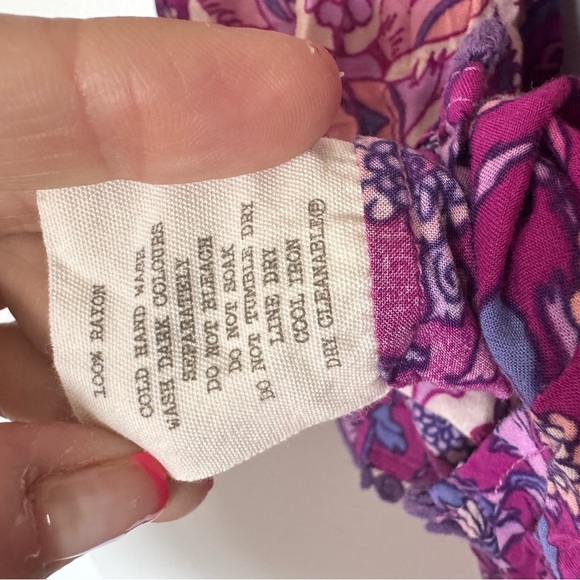 100% RAYON
COLD HAND WASH
WASH DARK COLOURS
SEPARATELY
DO NOT BLEACH
DO NOT SOAK
DO NOT TUMBLE DRY
LINE DRY
COOL IRON
DRY CLEANABLEⓅ